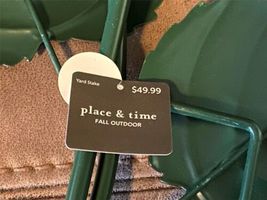 Yard Stake
$49.99
place & time
FALL OUTDOOR